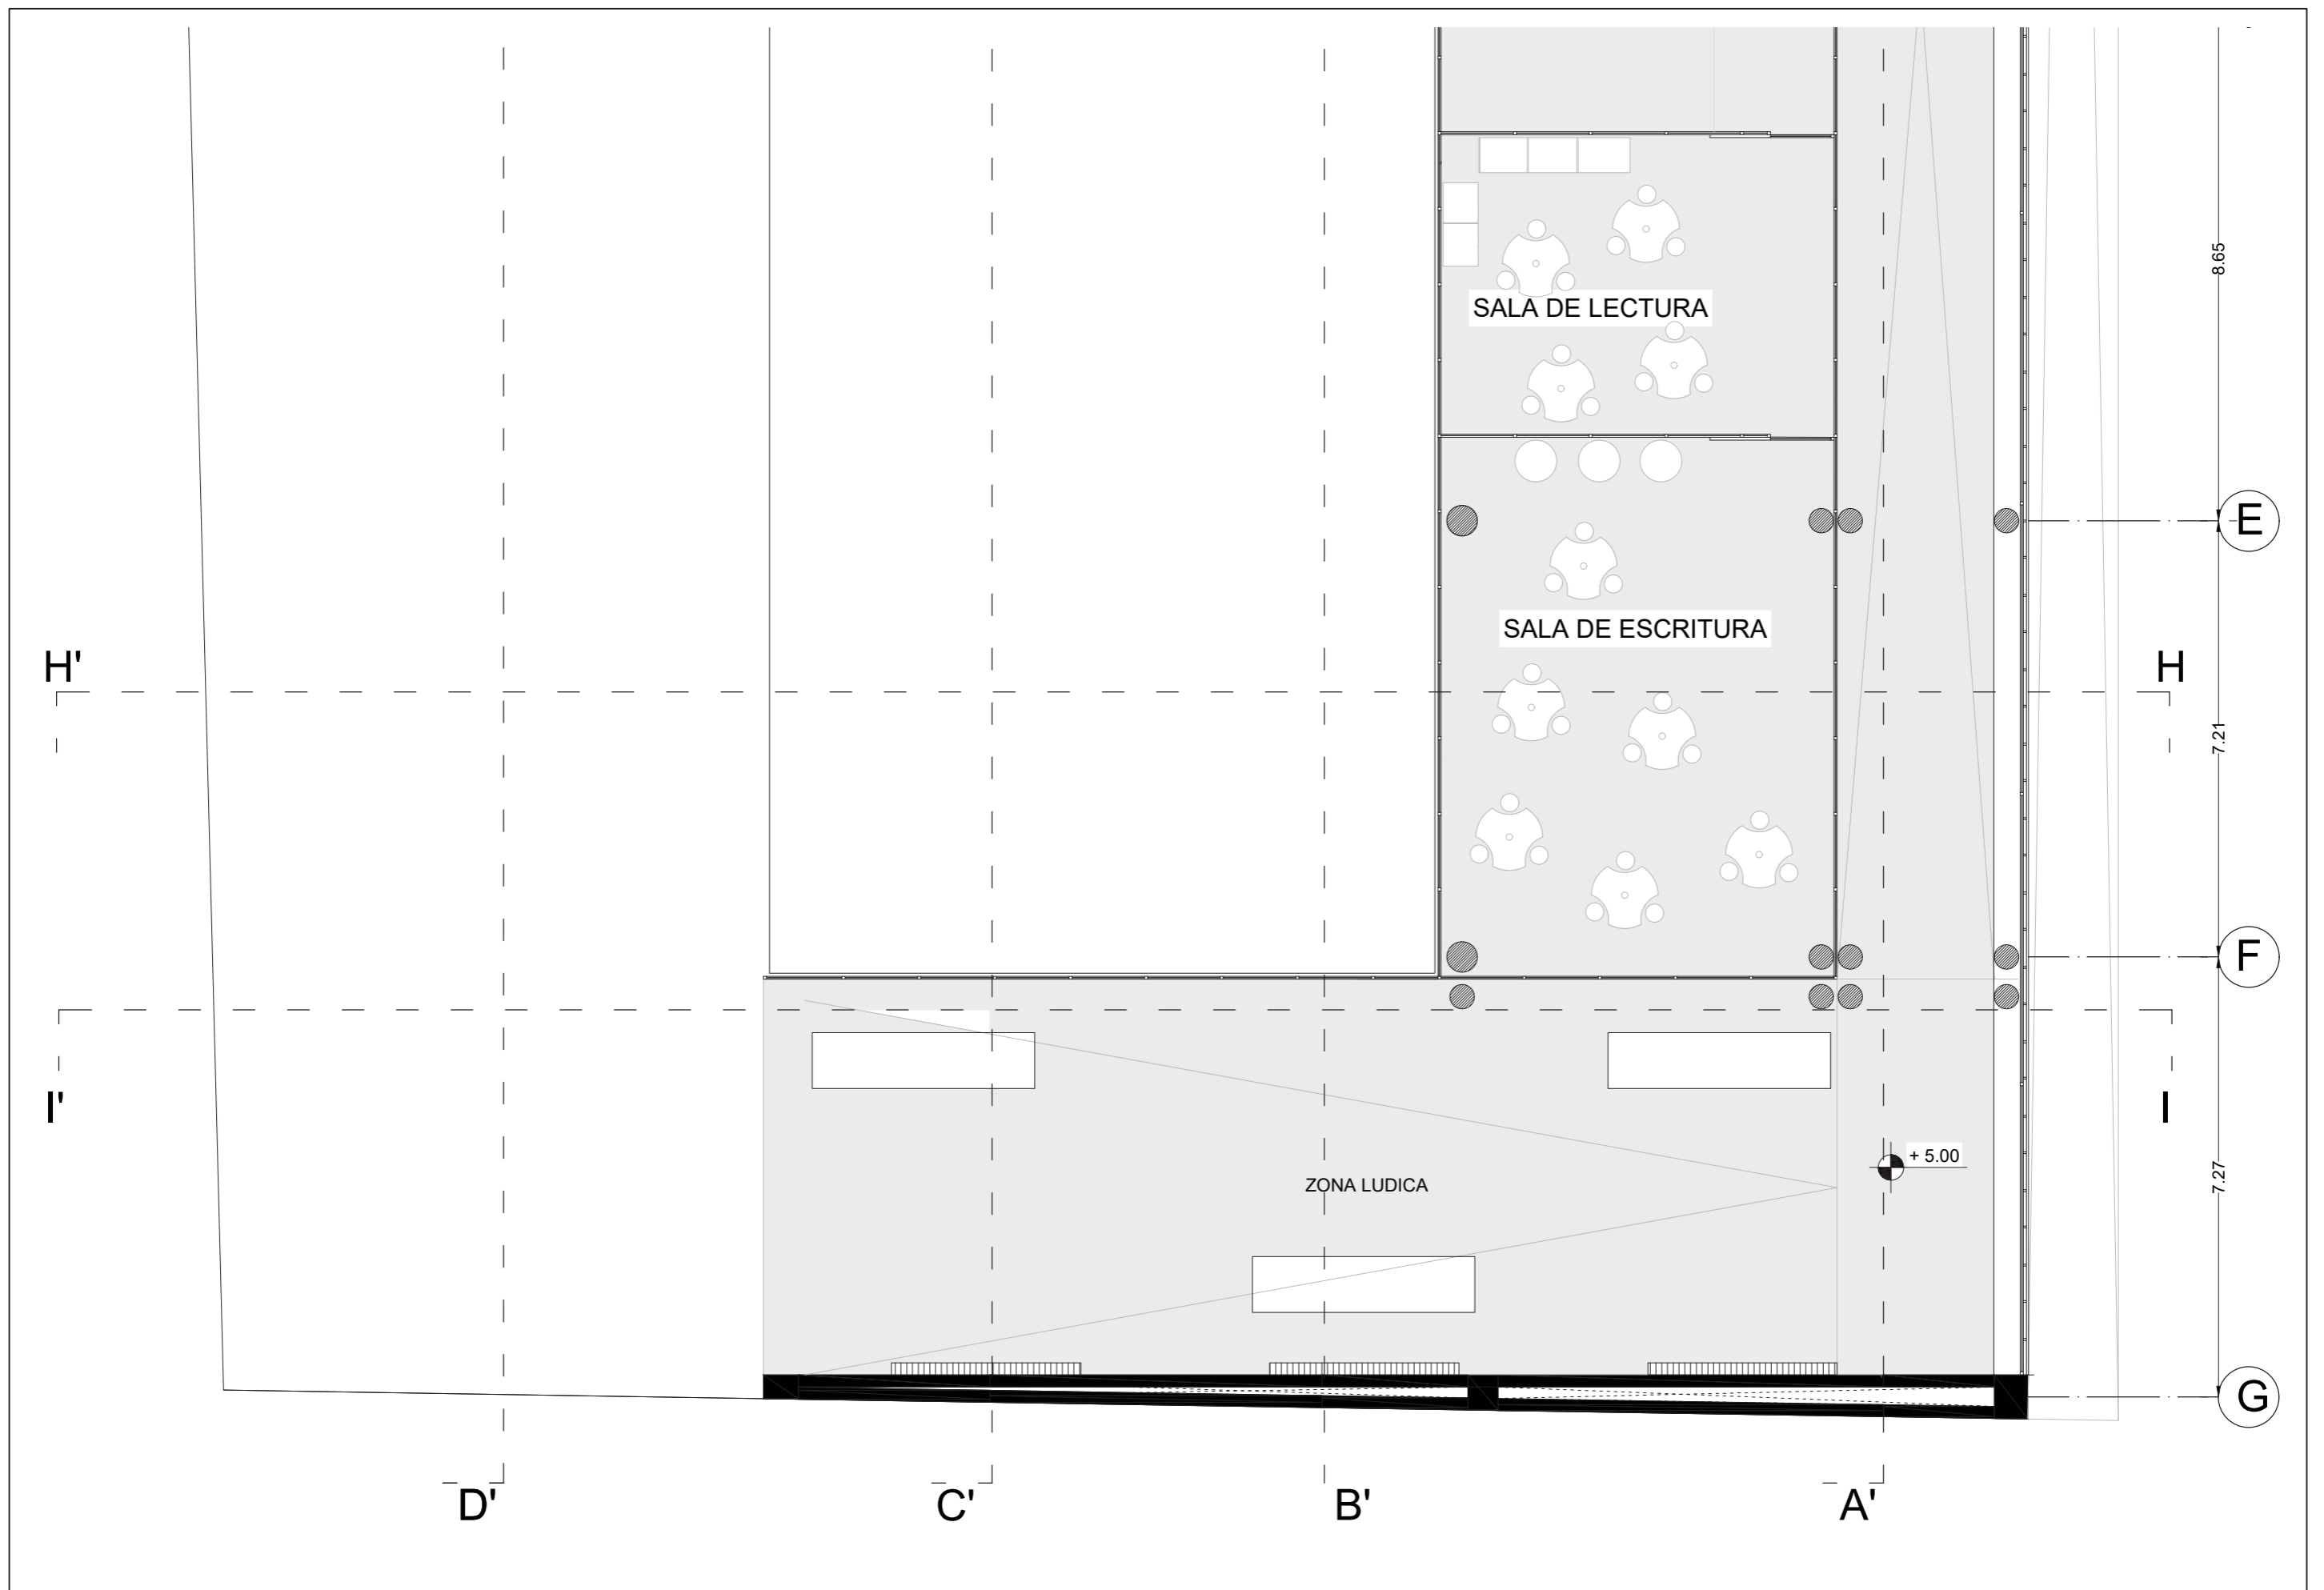 8.65
SALA DE LECTURA
E
SALA DE ESCRITURA
H'
H
7.21
F
I'
I
+ 5.00
ZONA LUDICA
7.27
G
D'
C'
B'
A'